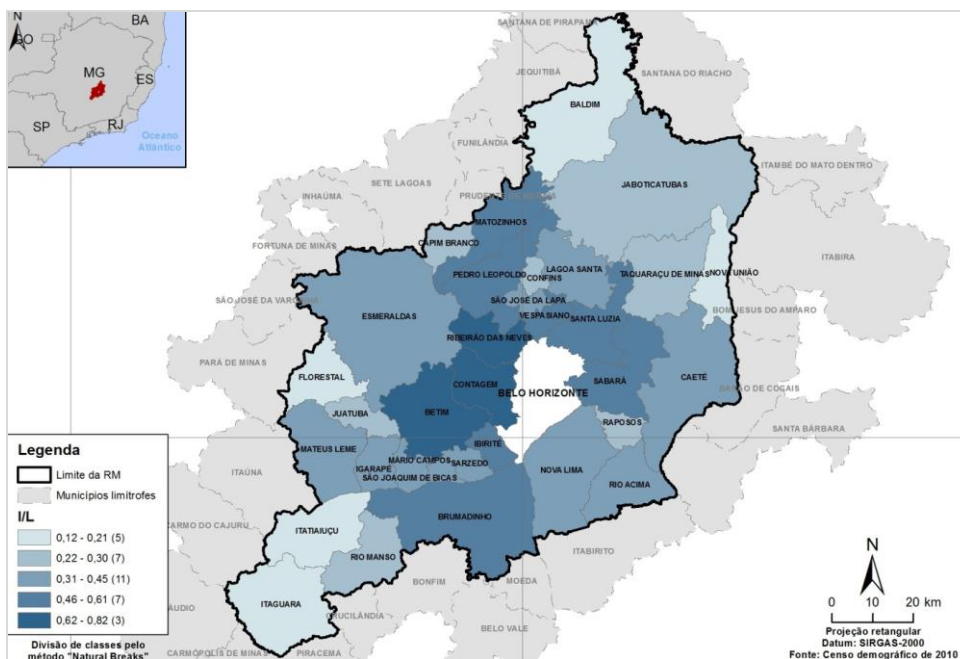 N
BA
GO
MG
ES
SP
RJ
Oceano
Atlântico
SANTANA DE PIRAPAMA
JEQUITIBÁ
SANTANA DO RIACHO
BALDIM
FUNILÂNDIA
ITAMBÉ DO MATO DENTRO
SETE LAGOAS
JABOTICATUBAS
INHAÚMA
PRUDENTE DE
MATOZINHOS
FORTUNA DE MINAS
CAPIM BRANCO
ITABIRA
LAGOA SANTA
PEDRO LEOPOLDO
CONFINS
TAQUARAÇU DE MINAS
NOVA UNIÃO
SÃO JOSÉ DA
SÃO JOSÉ DA LAPA
BOM JESUS DO AMPARO
ESMERALDAS
VESPASIANO
SANTA LUZIA
RIBEIRÃO DAS NEVES
PARÁ DE MINAS
FLORESTAL
CONTAGEM
SABARÁ
CAETÉ
BELO HORIZONTE
DE COCAIS
BETIM
JUATUBA
RAPOSOS
SANTA BÁRBARA
IBIRITÉ
MATEUS LEME
MÁRIO CAMPOS
SARZEDO
IGARAPÉ
NOVA LIMA
ITAÚNA
SÃO JOAQUIM DE BICAS
RIO ACIMA
BRUMADINHO
CARMO DO CAJURU
ITATIAIUÇU
RIO MANSO
ITABIRITO
BONFIM
MOEDA
ITAGUARA
CRUCILÂNDIA
BELO VALE
CARMÓPOLIS DE MINAS
PIRACEMA
Legenda
Limite da RM
Municípios limítrofes
I/L
0,12 - 0,21 (5)
0,22 - 0,30 (7)
0,31 - 0,45 (11)
0,46 - 0,61 (7)
0,62 - 0,82 (3)
Divisão de classes pelo
método "Natural Breaks"
N
0 10 20 km
Projeção retangular
Datum: SIRGAS-2000
Fonte: Censo demográfico de 2010